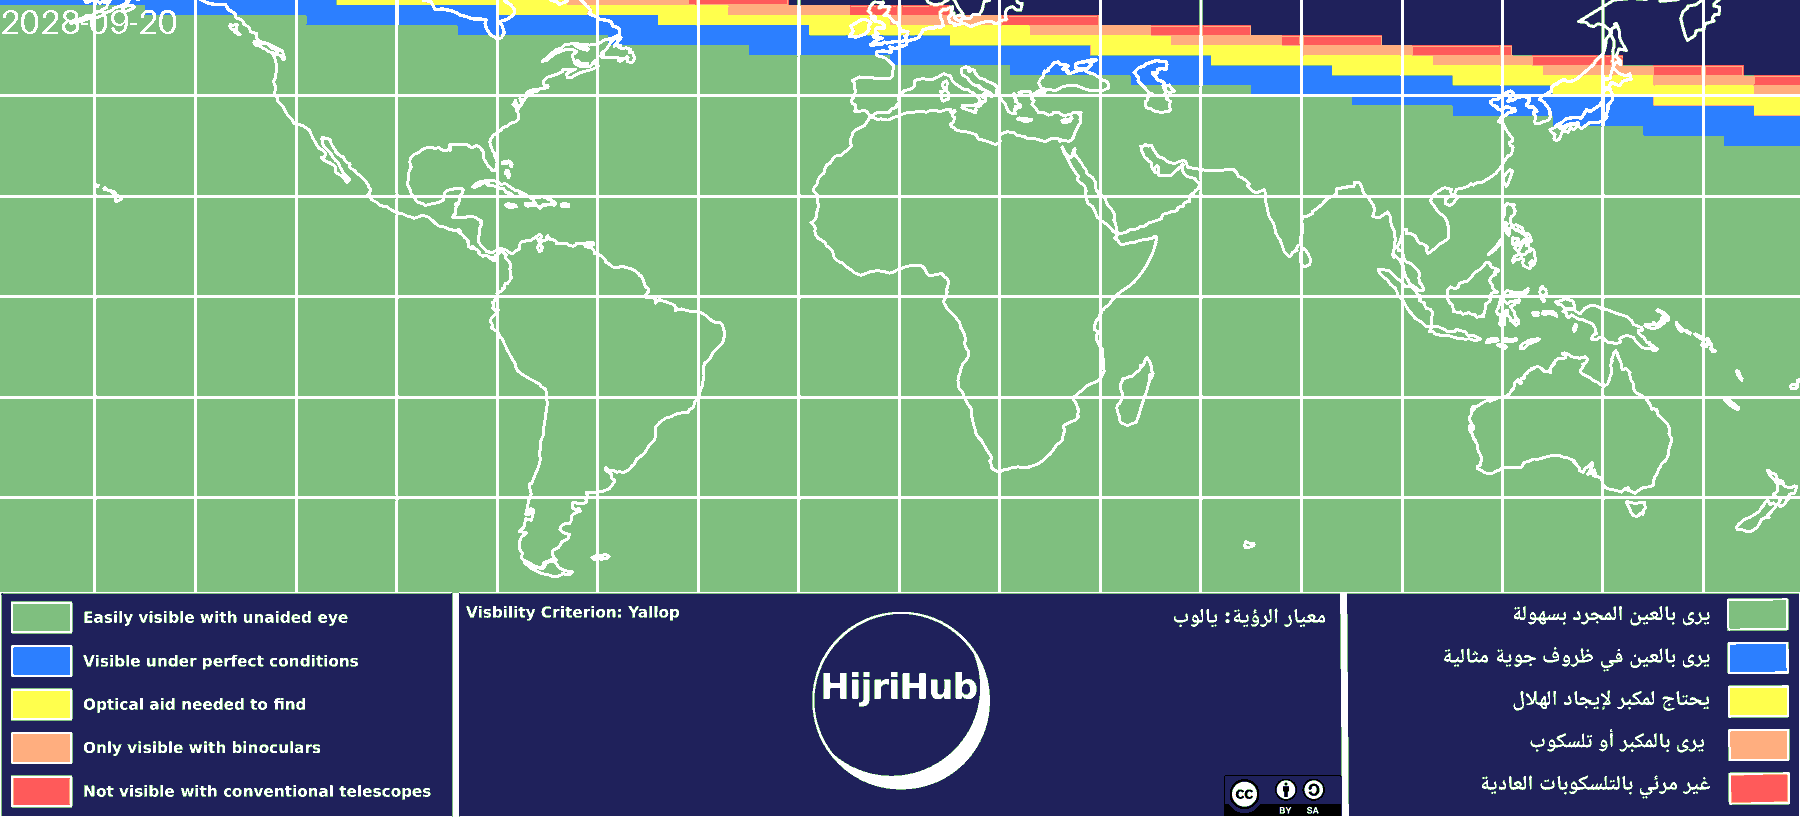 2028-09-20
Easily visible with unaided eye
Visible under perfect conditions
Optical aid needed to find
Only visible with binoculars
Not visible with conventional telescopes
Visbility Criterion: Yallop
معيار الرؤية: يالوب
HijriHub
cc
BY SA
يرى بالعين المجرد بسهولة
يرى بالعين في ظروف جوية مثالية
يحتاج لمكبر لإيجاد الهلال
يرى بالمكبر أو تلسكوب
غير مرئي بالتلسكوبات العادية